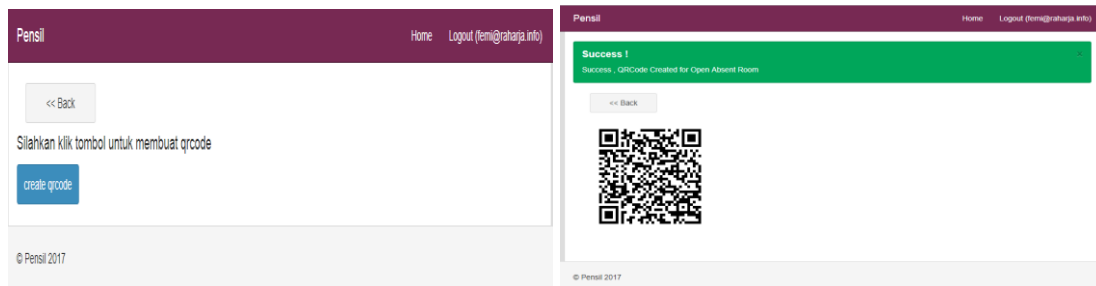 Pensil
Home Logout (femi@raharja.info)
<< Back
Silahkan klik tombol untuk membuat qrcode
create qrcode
© Pensil 2017
Pensil
Home Logout (femi@raharja.info)
Success !
×
Success , QRCode Created for Open Absent Room
<< Back
© Pensil 2017